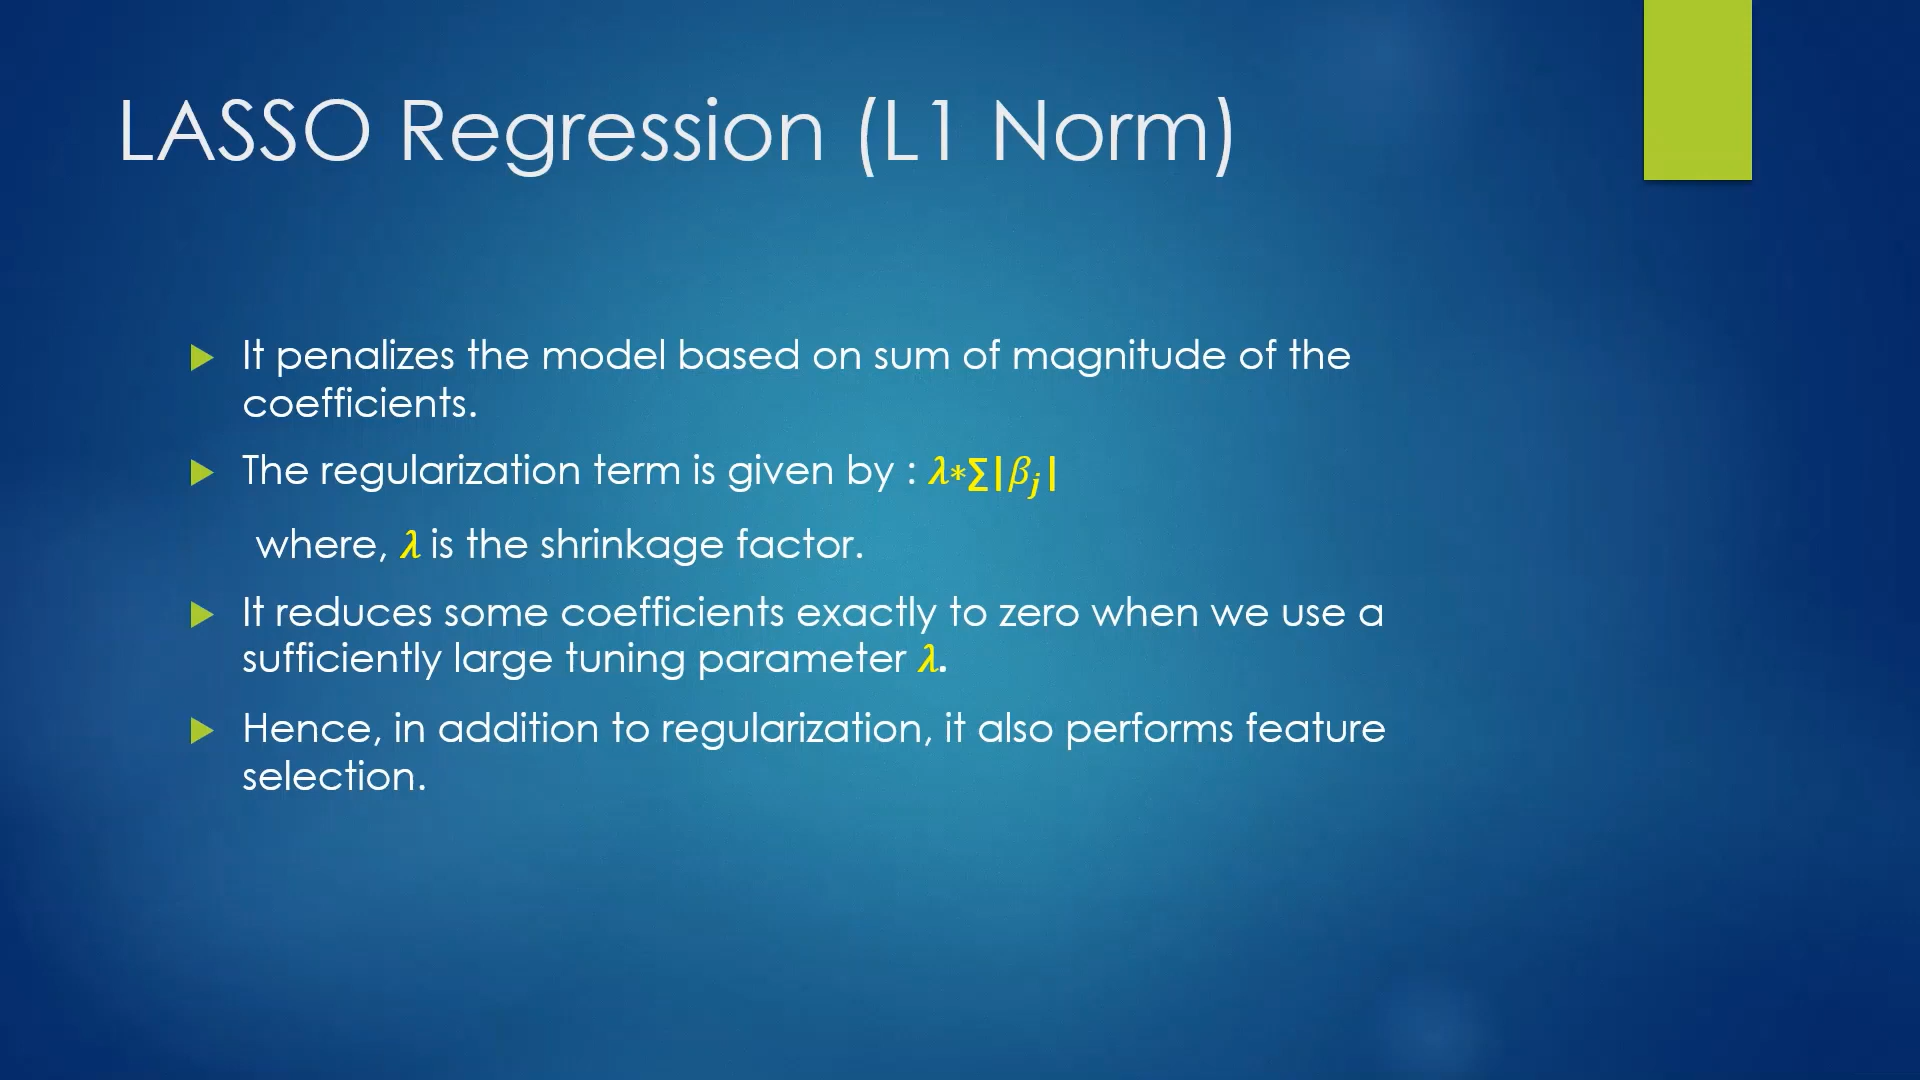 LASSO Regression (L1 Norm)
It penalizes the model based on sum of magnitude of the
coefficients.
The regularization term is given by : λ*∑|βⱼ|
where, λ is the shrinkage factor.
It reduces some coefficients exactly to zero when we use a
sufficiently large tuning parameter λ.
Hence, in addition to regularization, it also performs feature
selection.